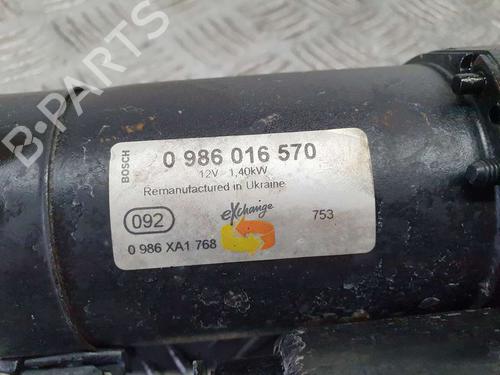 B-PARTS
BOSCH
0 986 016 570
12V 1,40kW
Remanufactured in Ukraine
092
eXchange
753
0 986 XA1 768